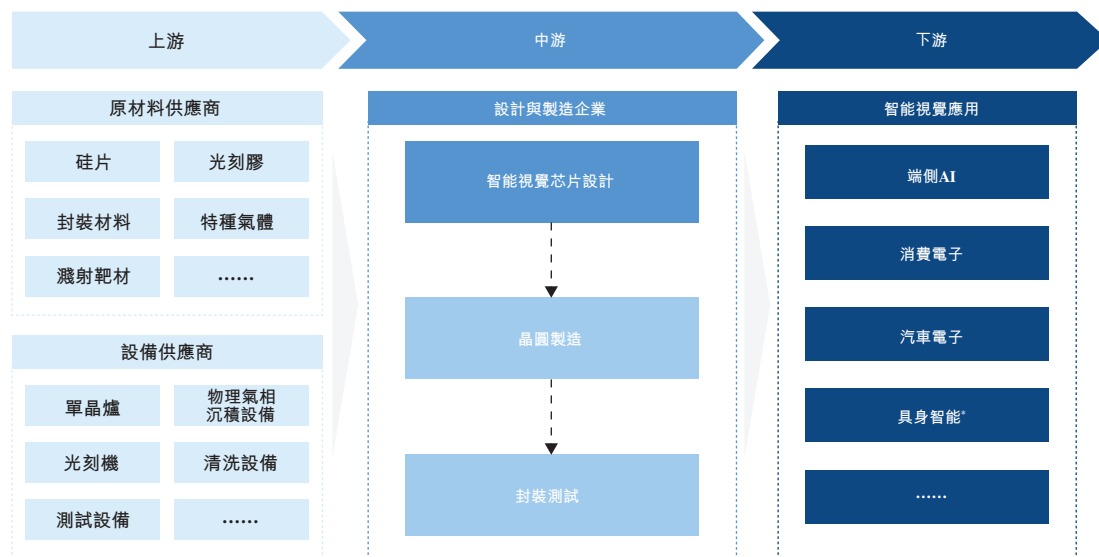 上游
中游
下游
原材料供應商
硅片
光刻膠
封裝材料
特種氣體
濺射靶材
......
設備供應商
單晶爐
物理氣相
沉積設備
光刻機
清洗設備
測試設備
......
設計與製造企業
智能視覺芯片設計
晶圓製造
封裝測試
智能視覺應用
端側AI
消費電子
汽車電子
具身智能*
......